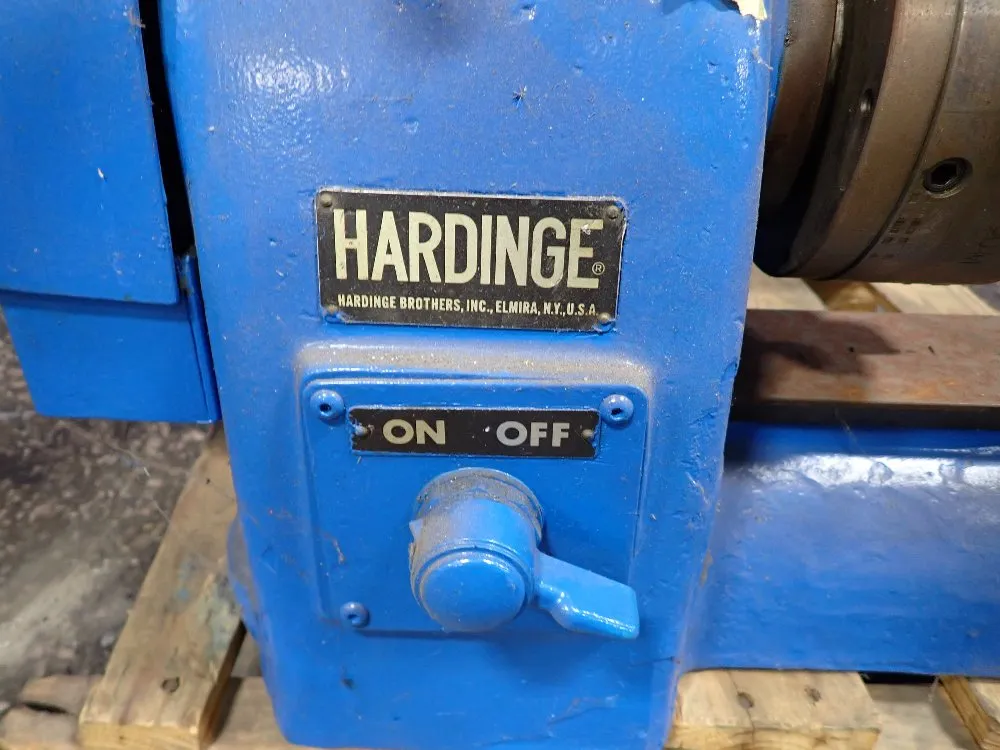 HARDINGE®
HARDINGE BROTHERS, INC., ELMIRA, N.Y., U.S.A.
ON OFF